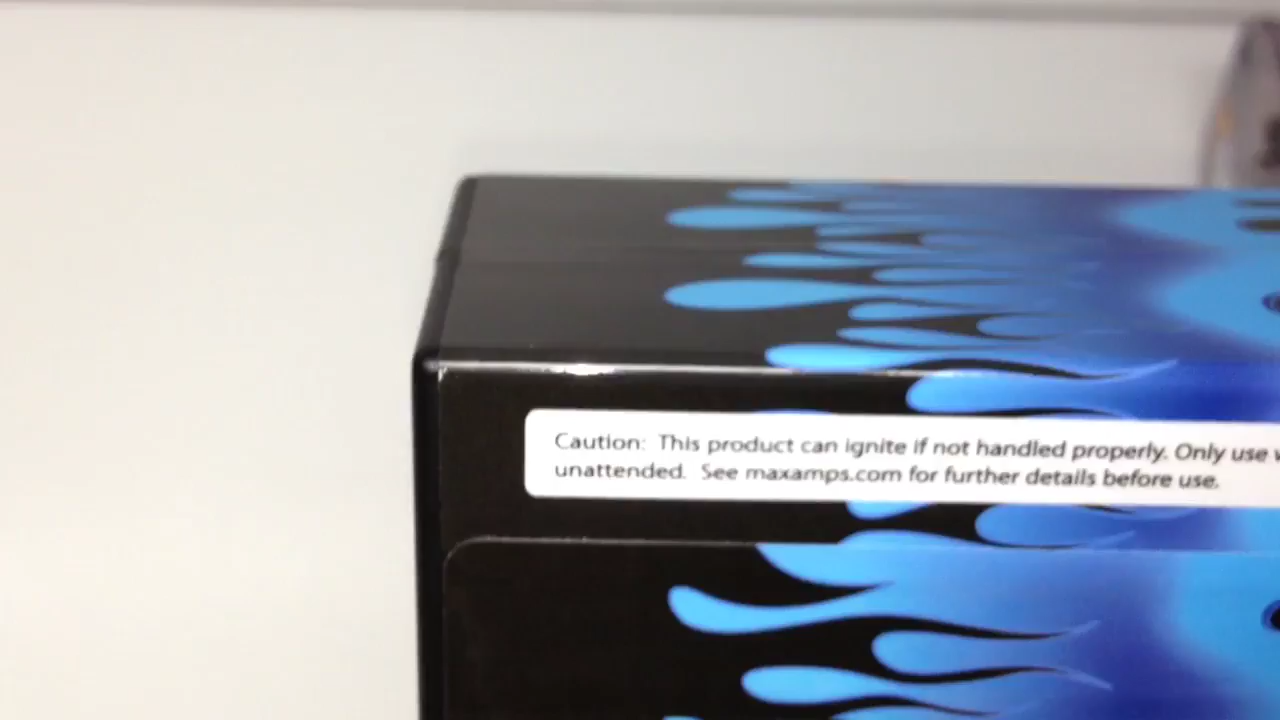 Caution: This product can ignite if not handled properly. Only use
unattended. See maxamps.com for further details before use.